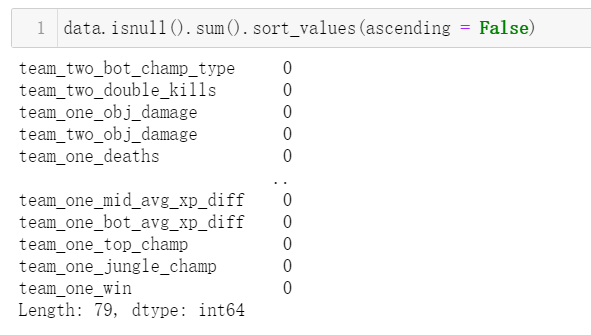 1 data.isnull().sum().sort_values(ascending = False)
team_two_bot_champ_type 0
team_two_double_kills 0
team_one_obj_damage 0
team_two_obj_damage 0
team_one_deaths 0
..
team_one_mid_avg_xp_diff 0
team_one_bot_avg_xp_diff 0
team_one_top_champ 0
team_one_jungle_champ 0
team_one_win 0
Length: 79, dtype: int64